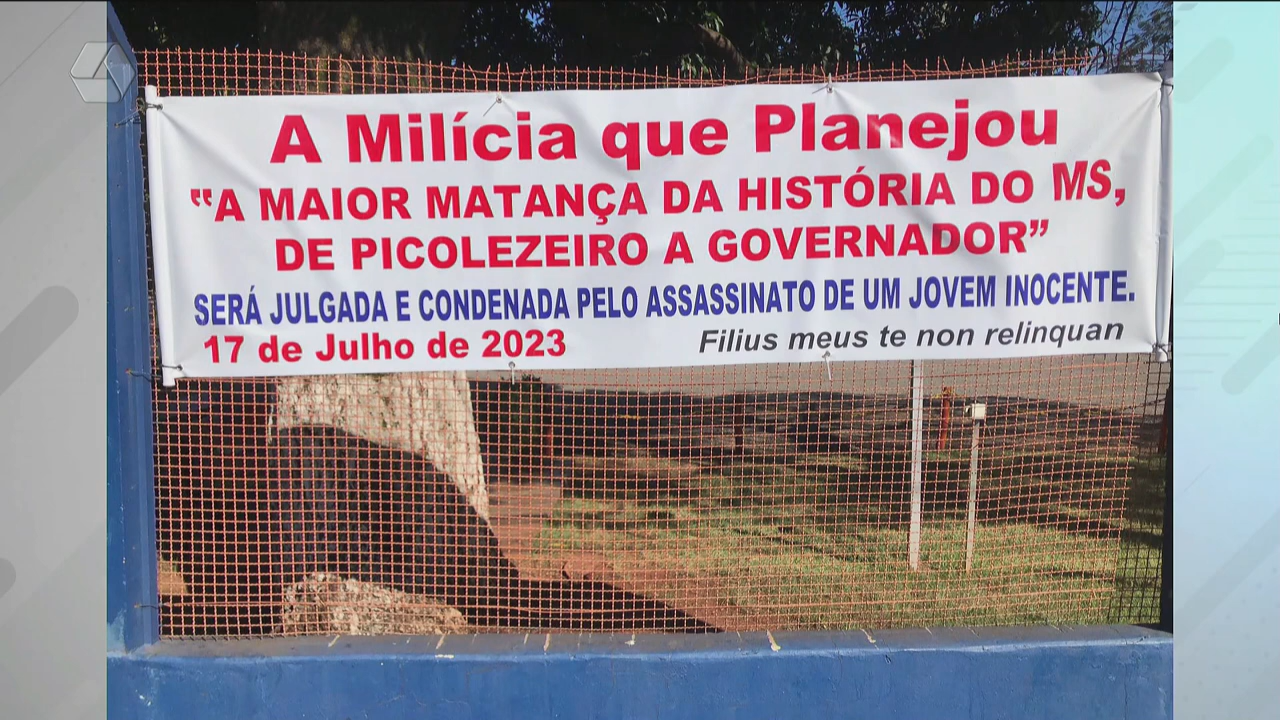 A Milícia que Planejou
"A MAIOR MATANÇA DA HISTÓRIA DO MS,
DE PICOLEZEIRO A GOVERNADOR"
SERÁ JULGADA E CONDENADA PELO ASSASSINATO DE UM JOVEM INOCENTE.
17 de Julho de 2023 Filius meus te non relinquan